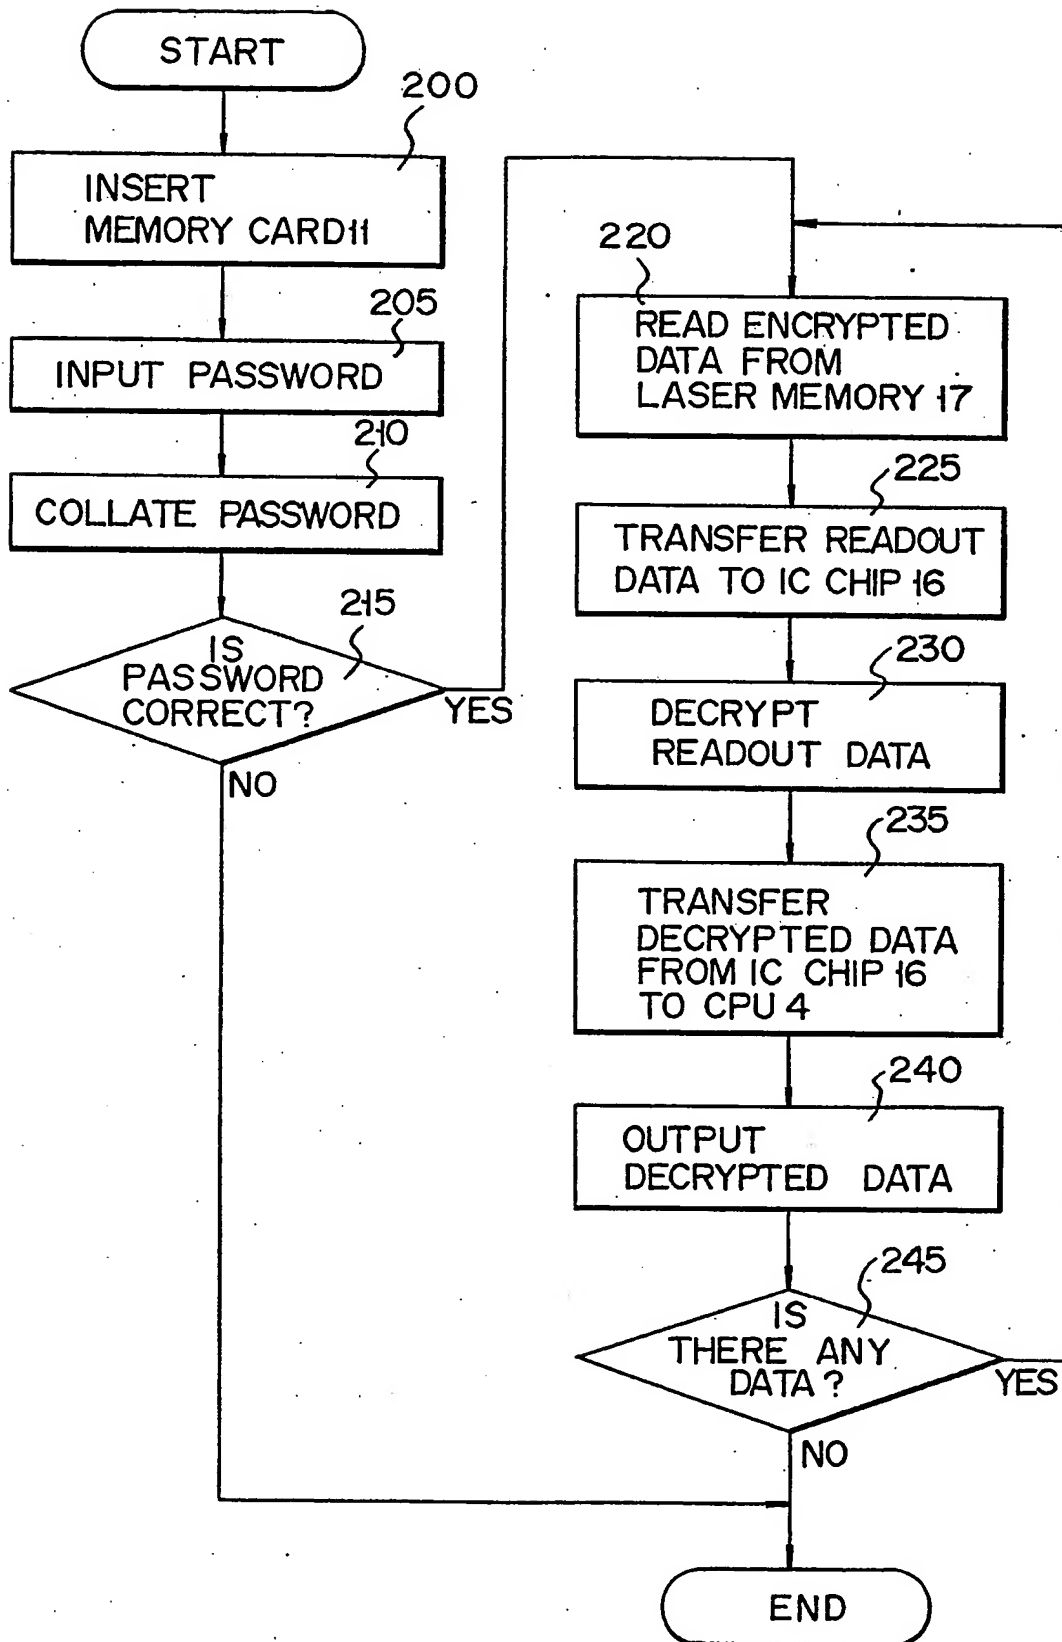 START
200
INSERT
MEMORY CARD 11
205
INPUT PASSWORD
210
COLLATE PASSWORD
215
IS
PASSWORD
CORRECT?
YES
NO
220
READ ENCRYPTED
DATA FROM
LASER MEMORY 17
225
TRANSFER READOUT
DATA TO IC CHIP 16
230
DECRYPT
READOUT DATA
235
TRANSFER
DECRYPTED DATA
FROM IC CHIP 16
TO CPU 4
240
OUTPUT
DECRYPTED DATA
245
IS
THERE ANY
DATA?
YES
NO
END